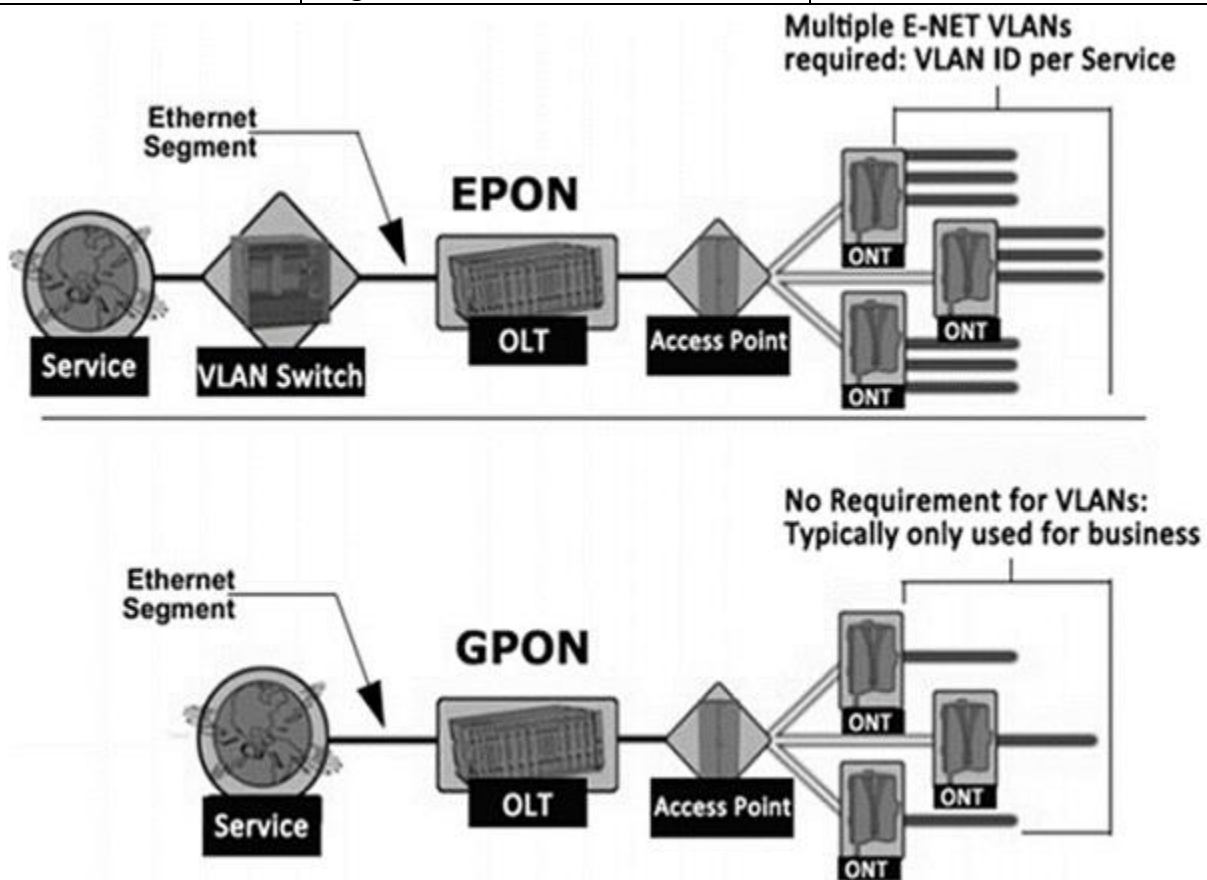 Multiple E-NET VLANs
required: VLAN ID per Service
Ethernet
Segment
EPON
ONT
ONT
ONT
Service
VLAN Switch
OLT
Access Point
No Requirement for VLANs:
Typically only used for business
Ethernet
Segment
GPON
ONT
ONT
ONT
Service
OLT
Access Point